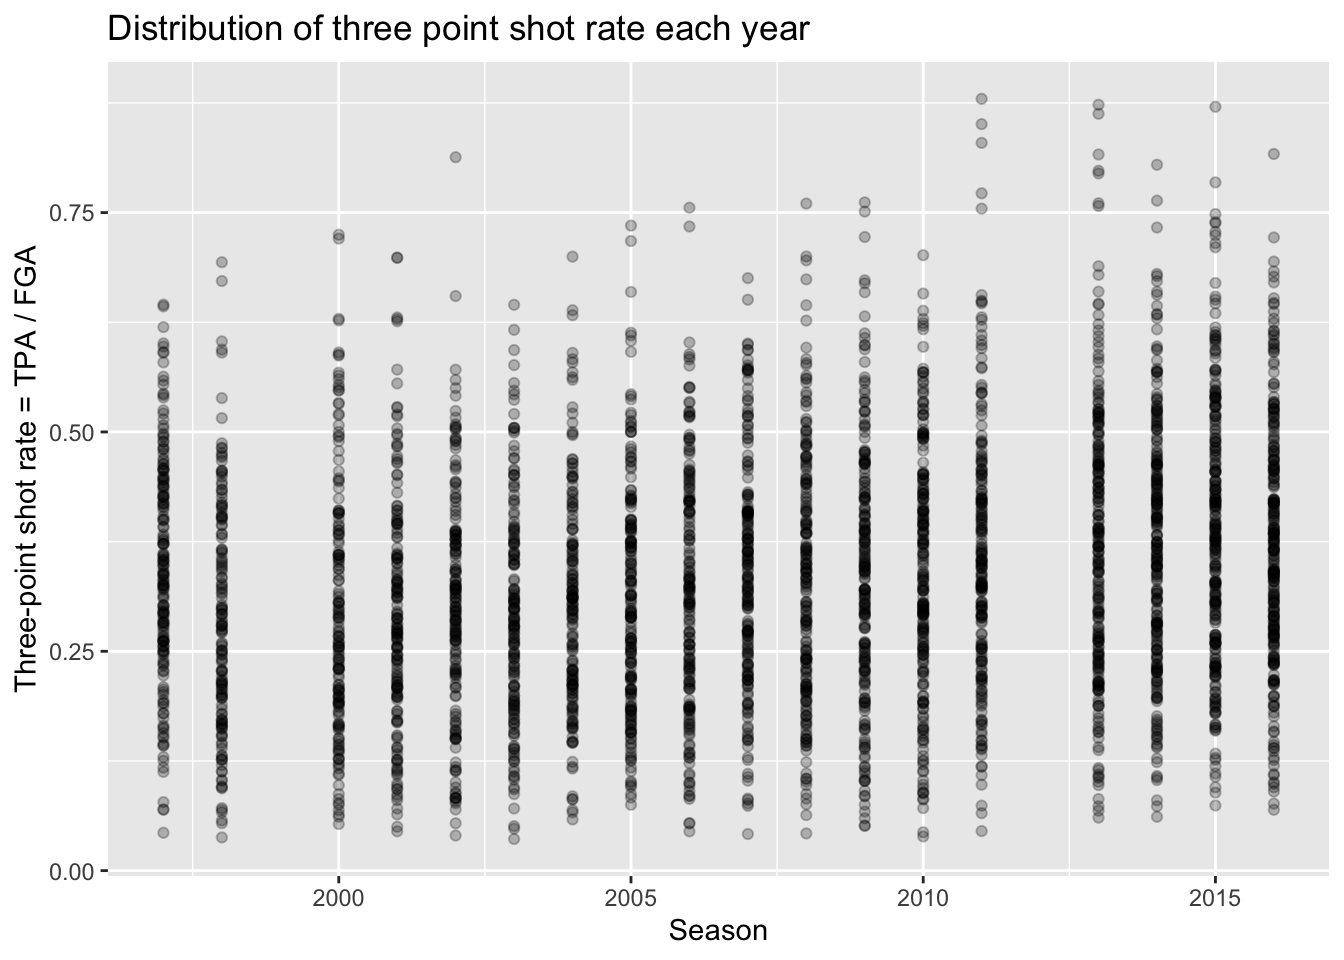 Distribution of three point shot rate each year
Three-point shot rate = TPA / FGA
0.75
0.50
0.25
0.00
2000 2005 2010 2015
Season